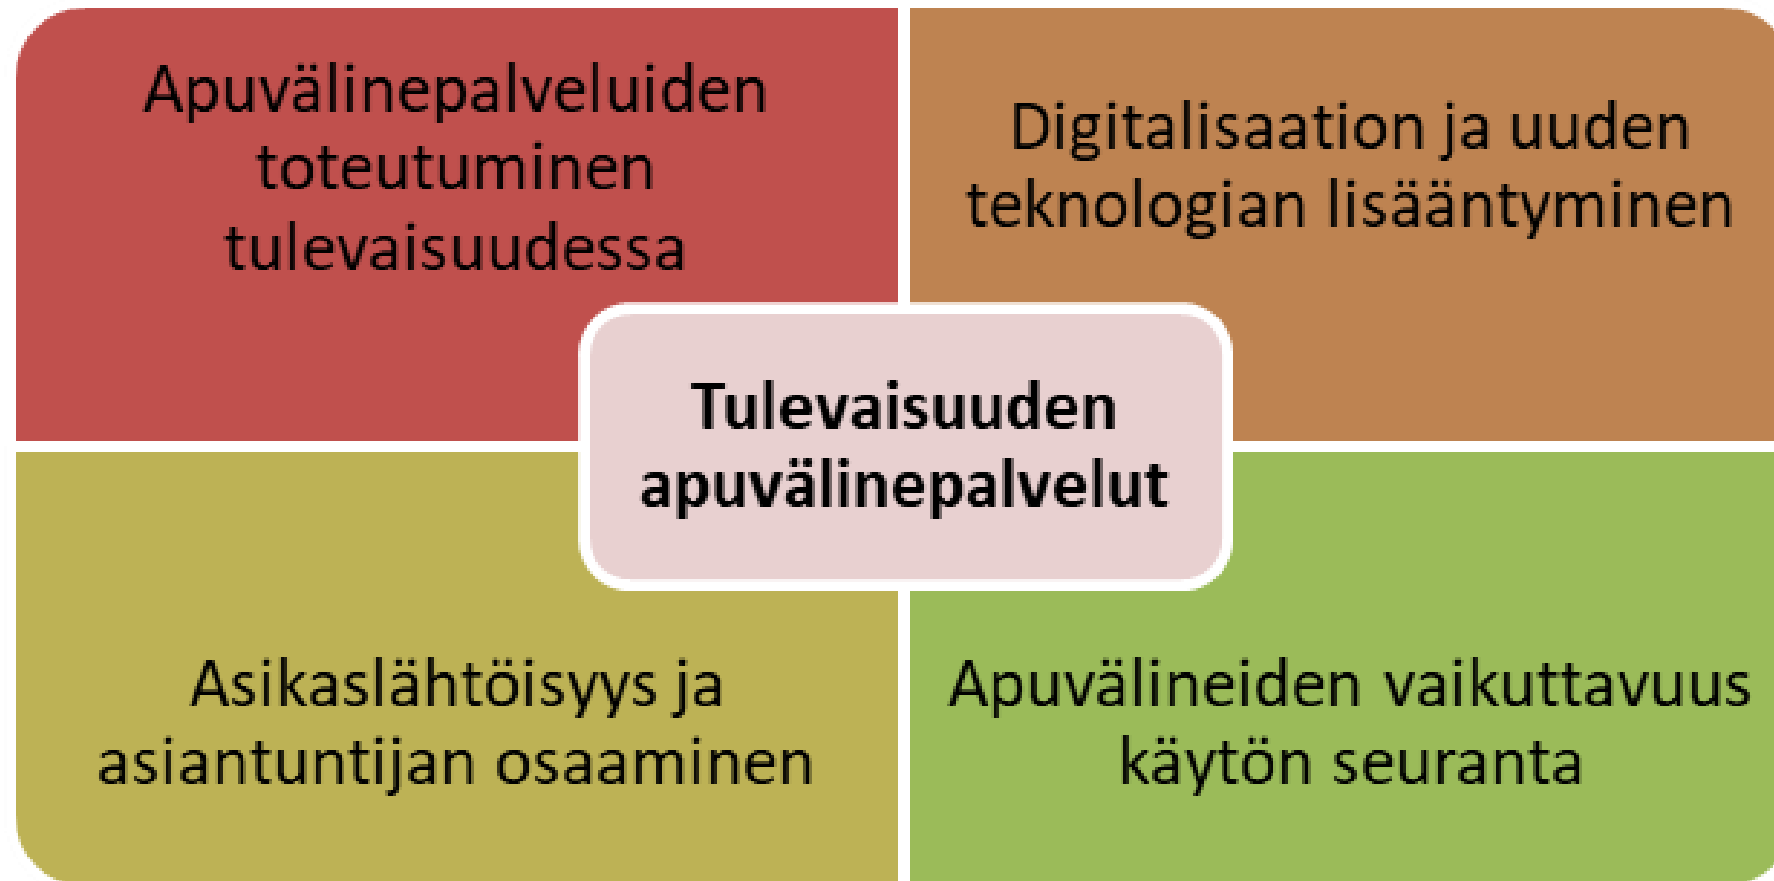 Apuvälinepalveluiden
toteutuminen
tulevaisuudessa
Digitalisaation ja uuden
teknologian lisääntyminen
Tulevaisuuden
apuvälinepalvelut
Asikaslähtöisyys ja
asiantuntijan osaaminen
Apuvälineiden vaikuttavuus
käytön seuranta